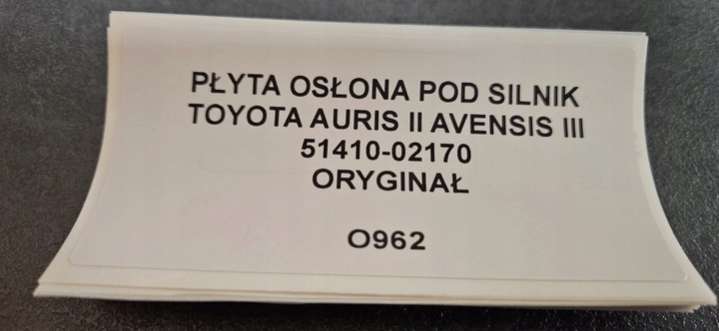 PŁYTA OSŁONA POD SILNIK
TOYOTA AURIS II AVENSIS III
51410-02170
ORYGINAŁ
O962